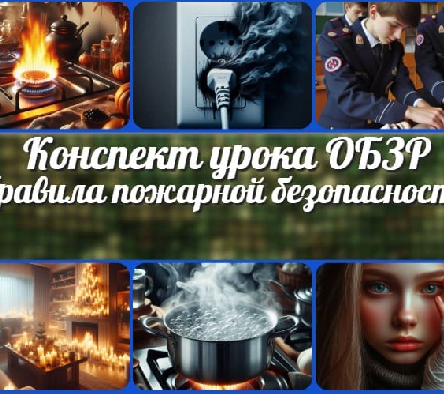 Конспект урока ОБЗР
равила пожарной безопасност